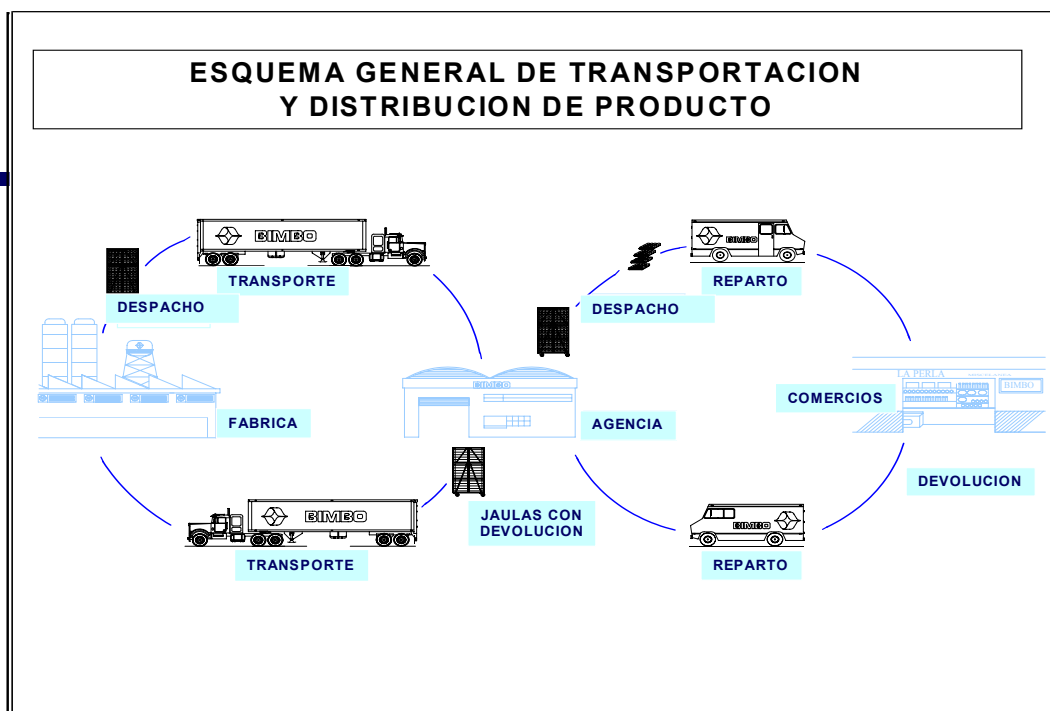 ESQUEMA GENERAL DE TRANSPORTACION
Y DISTRIBUCION DE PRODUCTO
BIMBO
TRANSPORTE
DESPACHO
BIMBO
REPARTO
DESPACHO
FABRICA
BIMBO
AGENCIA
COMERCIOS
LA PERLA
BIMBO
DEVOLUCION
JAULAS CON
DEVOLUCION
BIMBO
TRANSPORTE
BIMBO
REPARTO